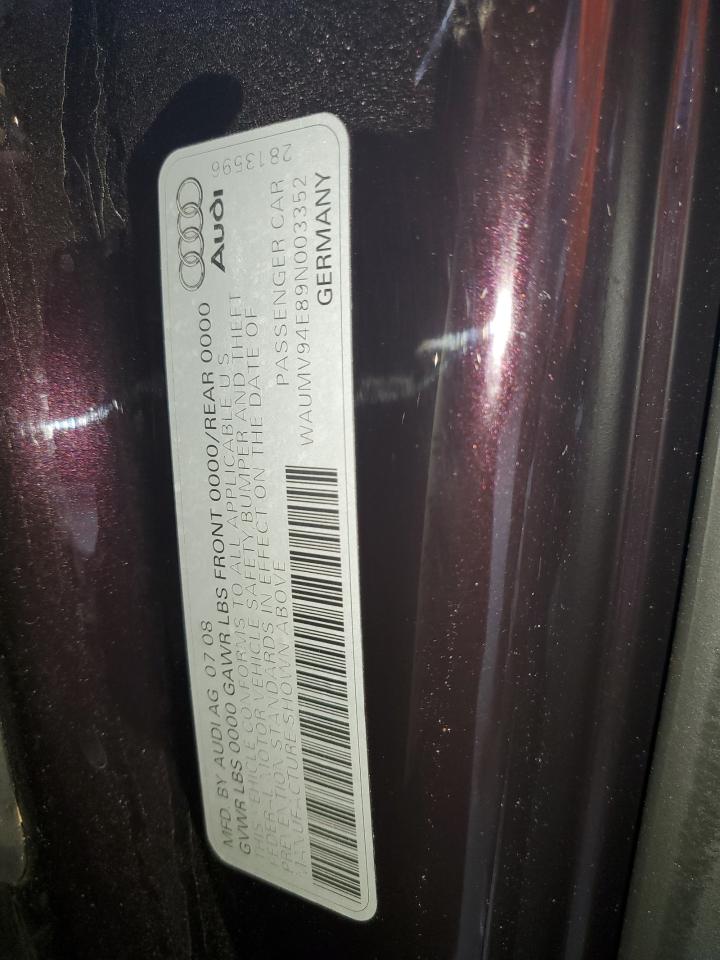 MFD. BY AUDI AG 07 08
GVWR LBS 0000 GAWR LBS FRONT 0000/REAR 0000
THIS VEHICLE CONFORMS TO ALL APPLICABLE U S
FEDERAL MOTOR VEHICLE SAFETY, BUMPER AND THEFT
PREVENTION STANDARDS IN EFFECT ON THE DATE OF
MANUFACTURE SHOWN ABOVE
PASSENGER CAR
WAUMV94E89N003352
GERMANY
AUDI
2813596